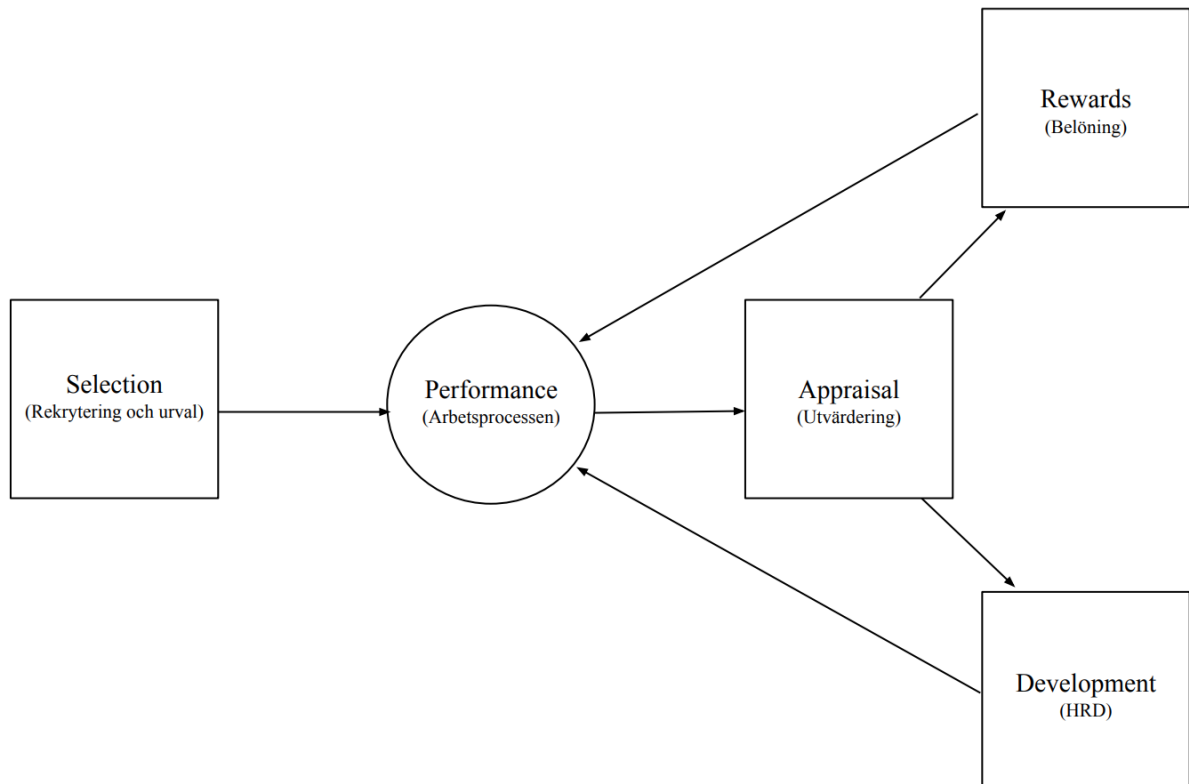 Rewards
(Belöning)
Selection
(Rekrytering och urval)
Performance
(Arbetsprocessen)
Appraisal
(Utvärdering)
Development
(HRD)